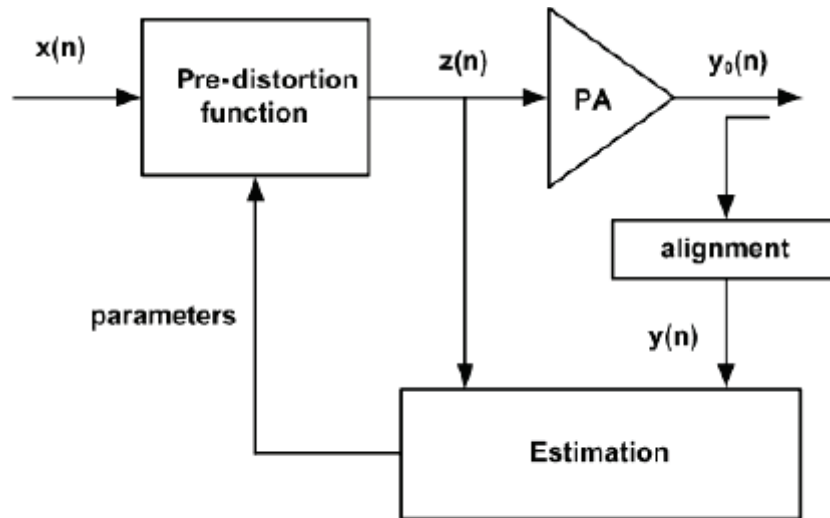 x(n)
Pre-distortion
function
z(n)
PA
y₀(n)
alignment
parameters
y(n)
Estimation